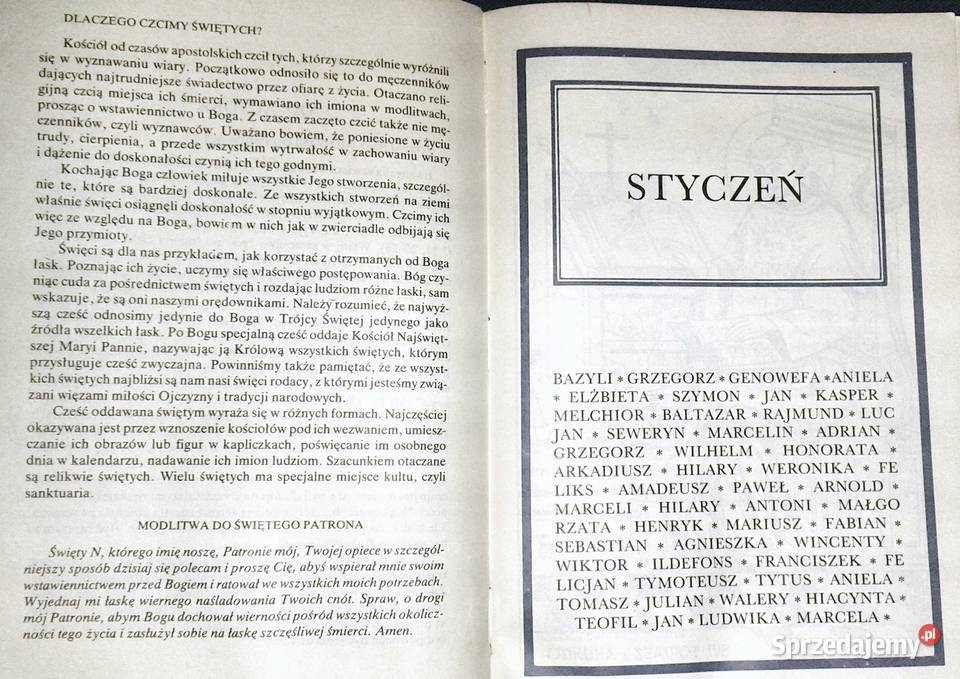 DLACZEGO CZCIMY ŚWIĘTYCH?
Kościół od czasów apostolskich czcił tych, którzy szczególnie wyróżnili
się w wyznawaniu wiary. Początkowo odnosiło się to do męczenników
dających najtrudniejsze świadectwo przez ofiarę z życia. Otaczano reli-
gijną czcią miejsca ich śmierci, wymawiano ich imiona w modlitwach,
prosząc o wstawiennictwo u Boga. Z czasem zaczęto czcić także nie mę-
czenników, czyli wyznawców. Uważano bowiem, że poniesione w życiu
trudy, cierpienia, a przede wszystkim wytrwałość w zachowaniu wiary
i dążenie do doskonałości czynią ich tego godnymi.
Kochając Boga człowiek miłuje wszystkie Jego stworzenia, szczegól-
nie te, które są bardziej doskonałe. Ze wszystkich stworzeń na ziemi
właśnie święci osiągnęli doskonałość w stopniu wyjątkowym. Czcimy ich
więc ze względu na Boga, bowiem w nich jak w zwierciadle odbijają się
Jego przymioty.
Święci są dla nas przykładem, jak korzystać z otrzymanych od Boga
łask. Poznając ich życie, uczymy się właściwego postępowania. Bóg czy-
niąc cuda za pośrednictwem świętych i rozdając ludziom różne łaski, sam
wskazuje, że są oni naszymi orędownikami. Należy rozumieć, że najwyż-
szą cześć odnosimy jedynie do Boga w Trójcy Świętej jedynego jako
źródła wszelkich łask. Po Bogu specjalną cześć oddaje Kościół Najświęt-
szej Maryi Pannie, nazywając ją Królową wszystkich świętych, którym
przysługuje cześć zwyczajna. Powinniśmy także pamiętać, że ze wszyst-
kich świętych najbliżsi są nam nasi święci rodacy, z którymi jesteśmy zwią-
zani więzami miłości Ojczyzny i tradycji narodowych.
Cześć oddawana świętym wyraża się w różnych formach. Najczęściej
okazywana jest przez wznoszenie kościołów pod ich wezwaniem, umiesz-
czanie ich obrazów lub figur w kapliczkach, poświęcanie im osobnego
dnia w kalendarzu, nadawanie ich imion ludziom. Szacunkiem otaczane
są relikwie świętych. Wielu świętych ma specjalne miejsce kultu, czyli
sanktuaria.
MODLITWA DO ŚWIĘTEGO PATRONA
Święty N, którego imię noszę, Patronie mój, Twojej opiece w szczegól-
niejszy sposób dzisiaj się polecam i proszę Cię, abyś wspierał mnie swoim
wstawiennictwem przed Bogiem i ratował we wszystkich moich potrzebach.
Wyjednaj mi łaskę wiernego naśladowania Twoich cnót. Spraw, o drogi
mój Patronie, abym Bogu dochował wierności pośród wszystkich okolicz-
ności tego życia i zasłużył sobie na łaskę szczęśliwej śmierci. Amen.
STYCZEŃ
BAZYLI * GRZEGORZ * GENOWEFA * ANIELA
* ELŻBIETA * SZYMON * JAN * KASPER *
MELCHIOR * BALTAZAR * RAJMUND * LUC
JAN * SEWERYN * MARCELIN * ADRIAN *
GRZEGORZ * WILHELM * HONORATA *
ARKADIUSZ * HILARY * WERONIKA * FE
LIKS * AMADEUSZ * PAWEŁ * ARNOLD *
MARCELI * HILARY * ANTONI * MAŁGO
RZATA * HENRYK * MARIUSZ * FABIAN *
SEBASTIAN * AGNIESZKA * WINCENTY *
WIKTOR * ILDEFONS * FRANCISZEK * FE
LICJAN * TYMOTEUSZ * TYTUS * ANIELA *
TOMASZ * JULIAN * WALERY * HIACYNTA *
TEOFIL * JAN * LUDWIKA * MARCELA *
Sprzedajemy.pl